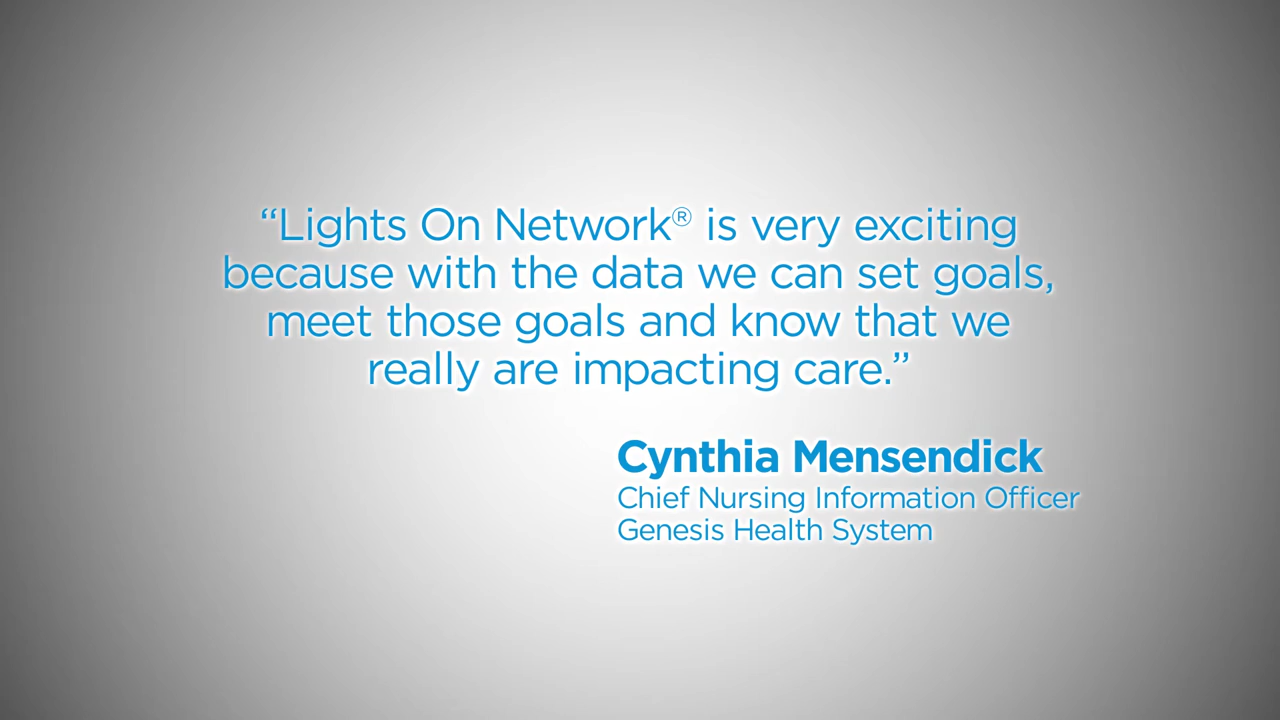 “Lights On Network® is very exciting
because with the data we can set goals,
meet those goals and know that we
really are impacting care.”
Cynthia Mensendick
Chief Nursing Information Officer
Genesis Health System